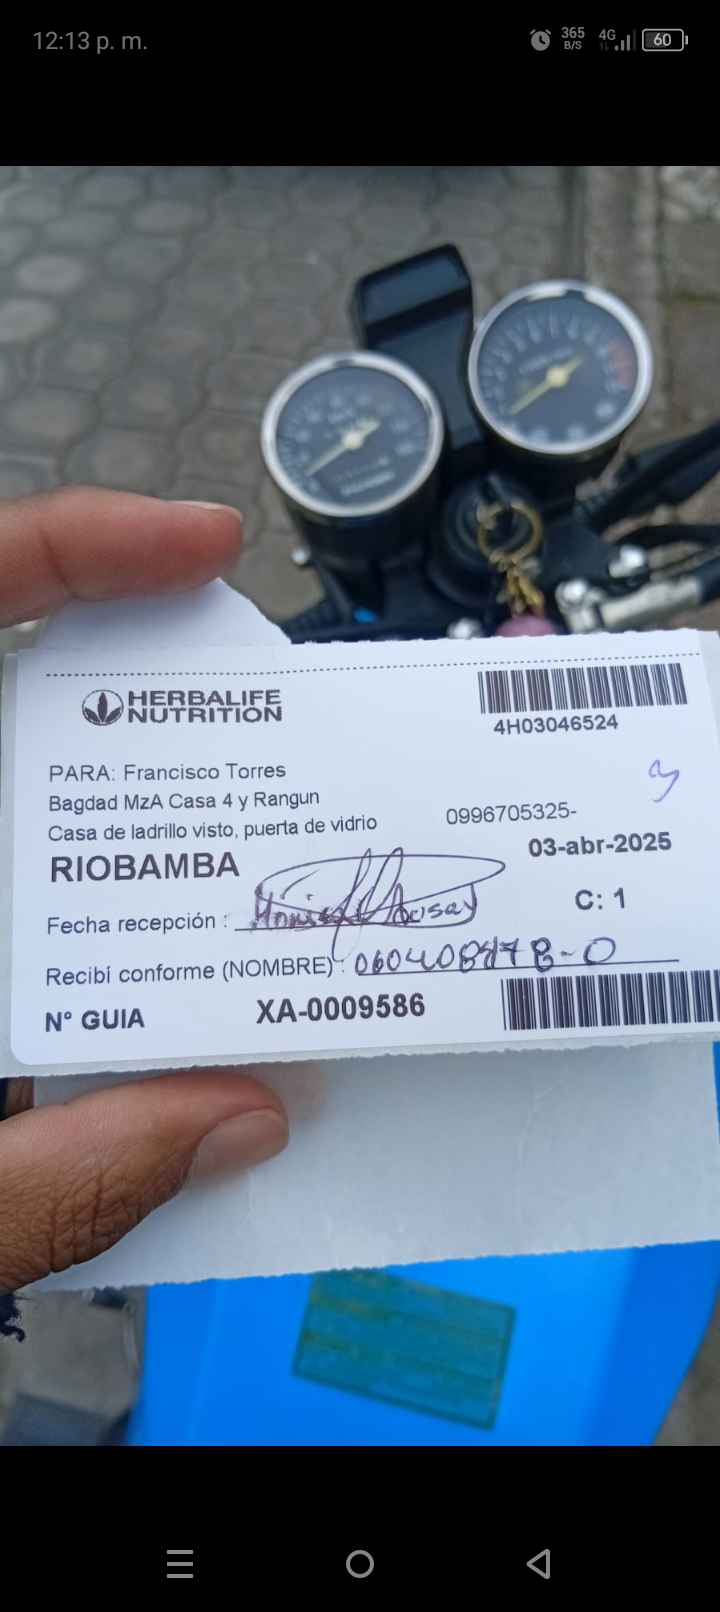 12:13 p. m.
365 B/S 4G 60
HERBALIFE
NUTRITION
4H03046524
PARA: Francisco Torres
Bagdad MzA Casa 4 y Rangun
Casa de ladrillo visto, puerta de vidrio
0996705325-
RIOBAMBA
03-abr-2025
C: 1
Fecha recepción :
Recibí conforme (NOMBRE) :
N° GUIA
XA-0009586